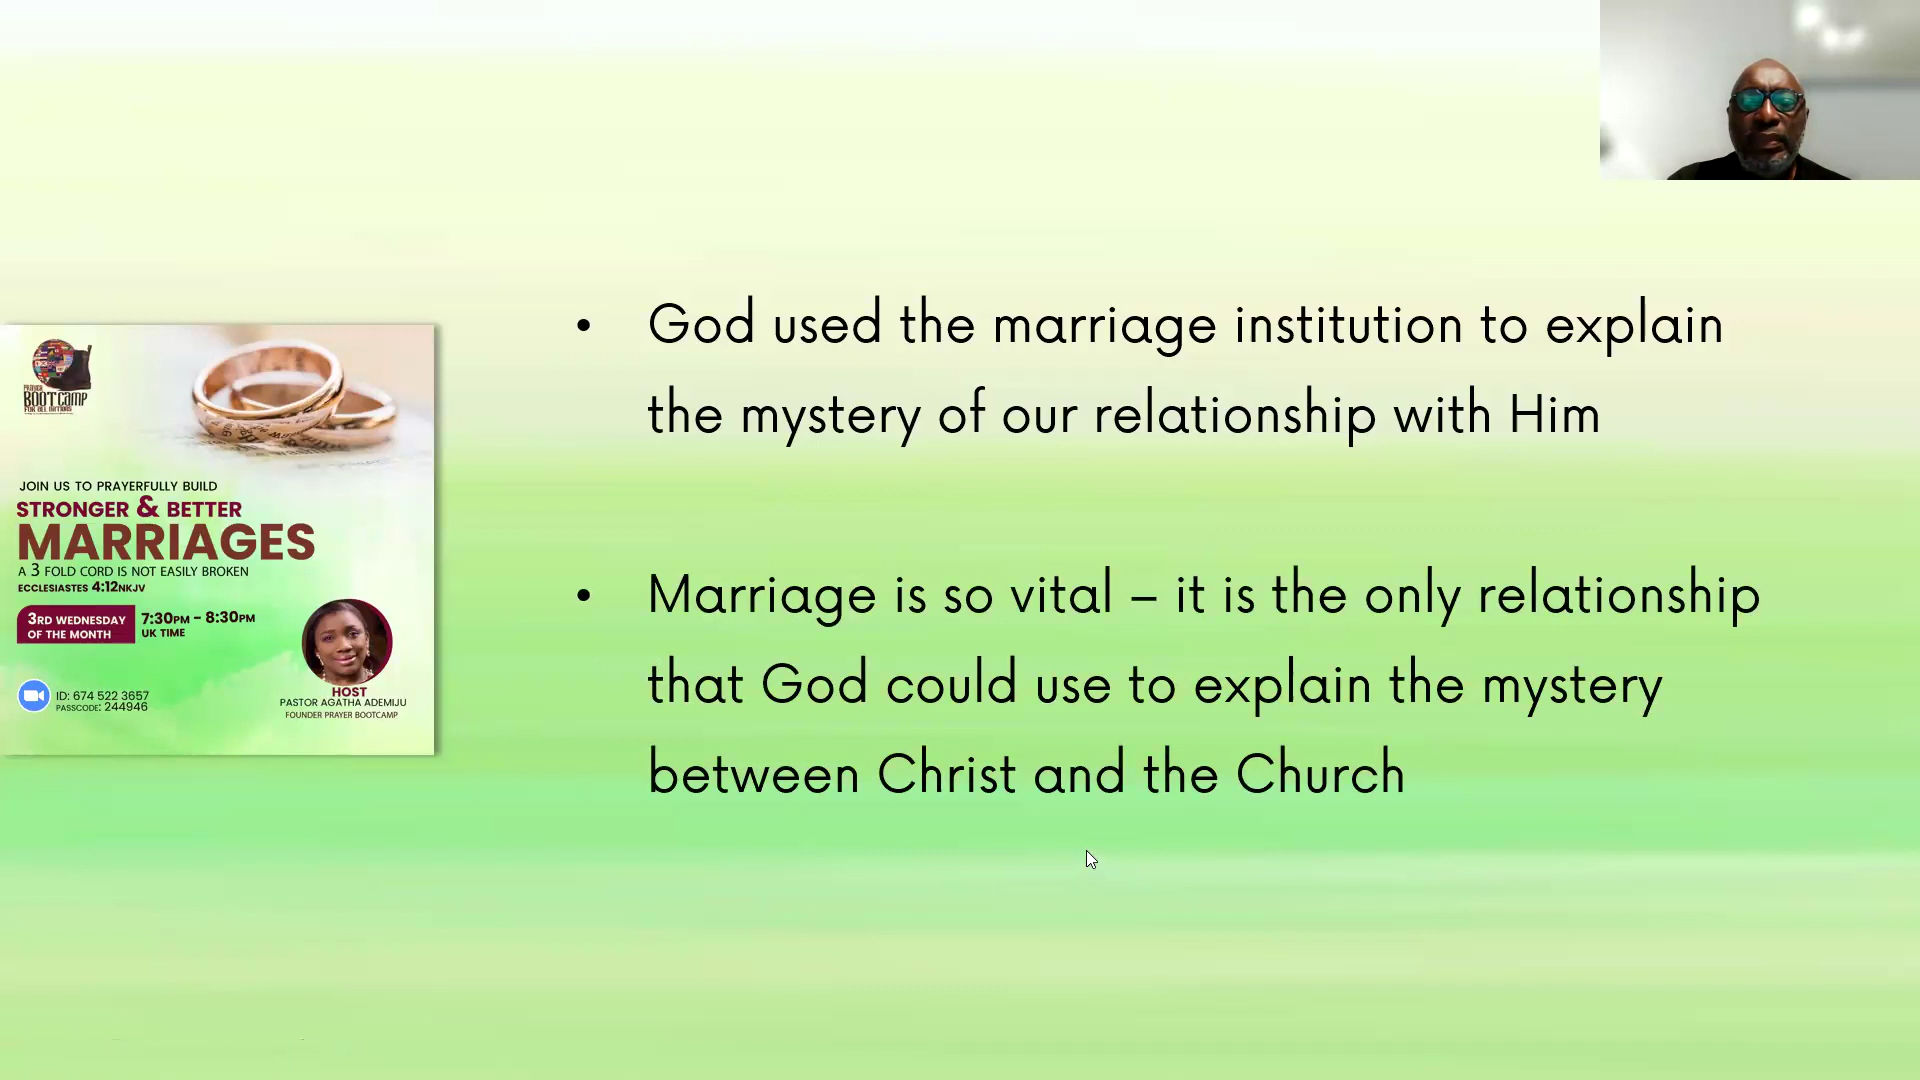 PRAYER
BOOTCAMP
FOR ALL NATIONS
JOIN US TO PRAYERFULLY BUILD
STRONGER & BETTER
MARRIAGES
A 3 FOLD CORD IS NOT EASILY BROKEN
ECCLESIASTES 4:12NKJV
3RD WEDNESDAY
OF THE MONTH
7:30PM - 8:30PM
UK TIME
ID: 674 522 3657
PASSCODE: 244946
HOST
PASTOR AGATHA ADEMIJU
FOUNDER PRAYER BOOTCAMP
• God used the marriage institution to explain
the mystery of our relationship with Him
• Marriage is so vital – it is the only relationship
that God could use to explain the mystery
between Christ and the Church